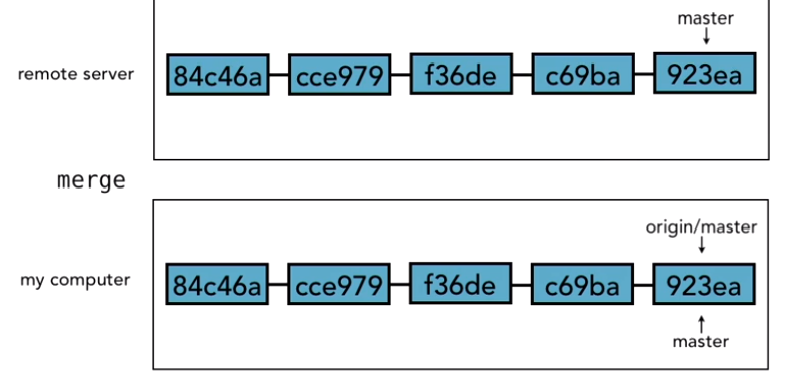 master
remote server
84c46a
cce979
f36de
c69ba
923ea
merge
origin/master
my computer
84c46a
cce979
f36de
c69ba
923ea
master